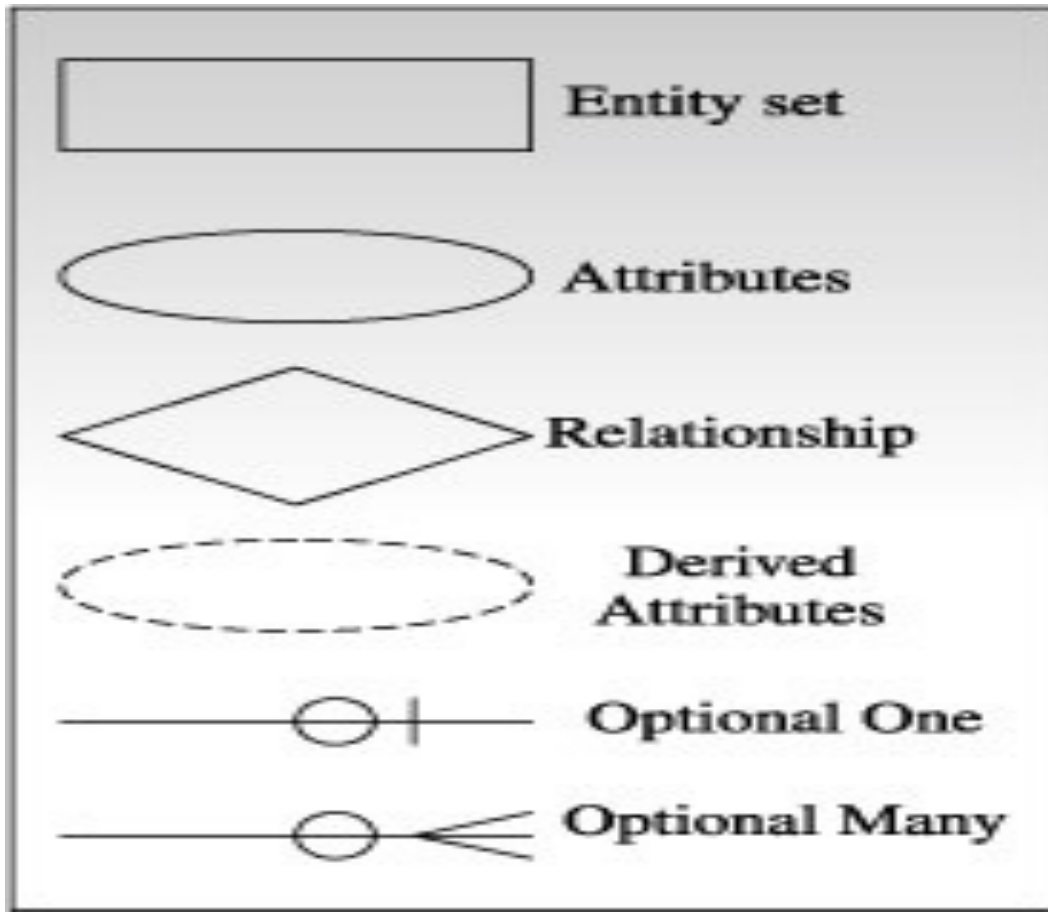 Entity set
Attributes
Relationship
Derived
Attributes
Optional One
Optional Many